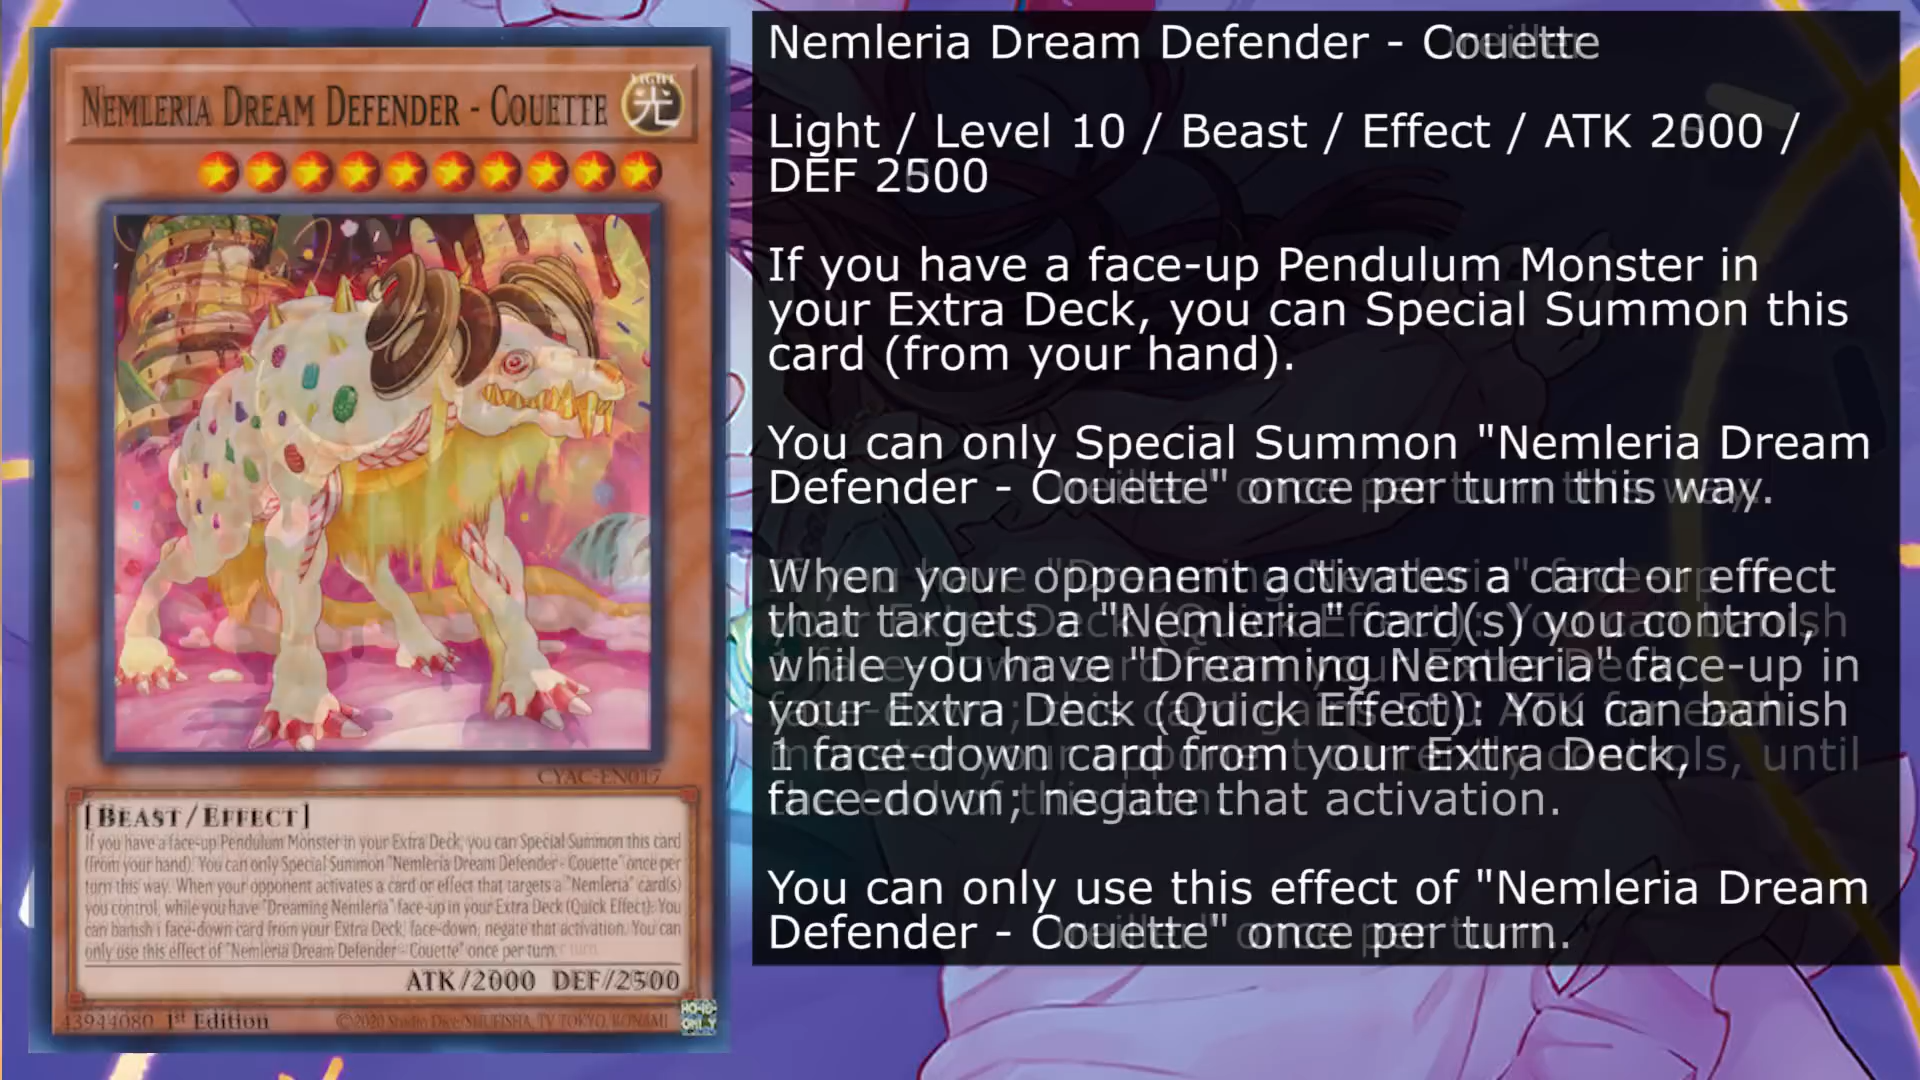 NEMLERIA DREAM DEFENDER - COUETTE
LIGHT
光
CYAC-EN017
[BEAST/EFFECT]
If you have a face-up Pendulum Monster in your Extra Deck, you can Special Summon this card
(from your hand). You can only Special Summon "Nemleria Dream Defender - Couette" once per
turn this way. When your opponent activates a card or effect that targets a "Nemleria" card(s)
you control, while you have "Dreaming Nemleria" face-up in your Extra Deck (Quick Effect): You
can banish 1 face-down card from your Extra Deck, face-down; negate that activation. You can
only use this effect of "Nemleria Dream Defender - Couette" once per turn.
ATK/2000 DEF/2500
43944080 1st Edition
©2020 Studio Dice/SHUEISHA, TV TOKYO, KONAMI
Nemleria Dream Defender - Couette
Light / Level 10 / Beast / Effect / ATK 2000 /
DEF 2500
If you have a face-up Pendulum Monster in
your Extra Deck, you can Special Summon this
card (from your hand).
You can only Special Summon "Nemleria Dream
Defender - Couette" once per turn this way.
When your opponent activates a card or effect
that targets a "Nemleria" card(s) you control,
while you have "Dreaming Nemleria" face-up in
your Extra Deck (Quick Effect): You can banish
1 face-down card from your Extra Deck,
face-down; negate that activation.
You can only use this effect of "Nemleria Dream
Defender - Couette" once per turn.